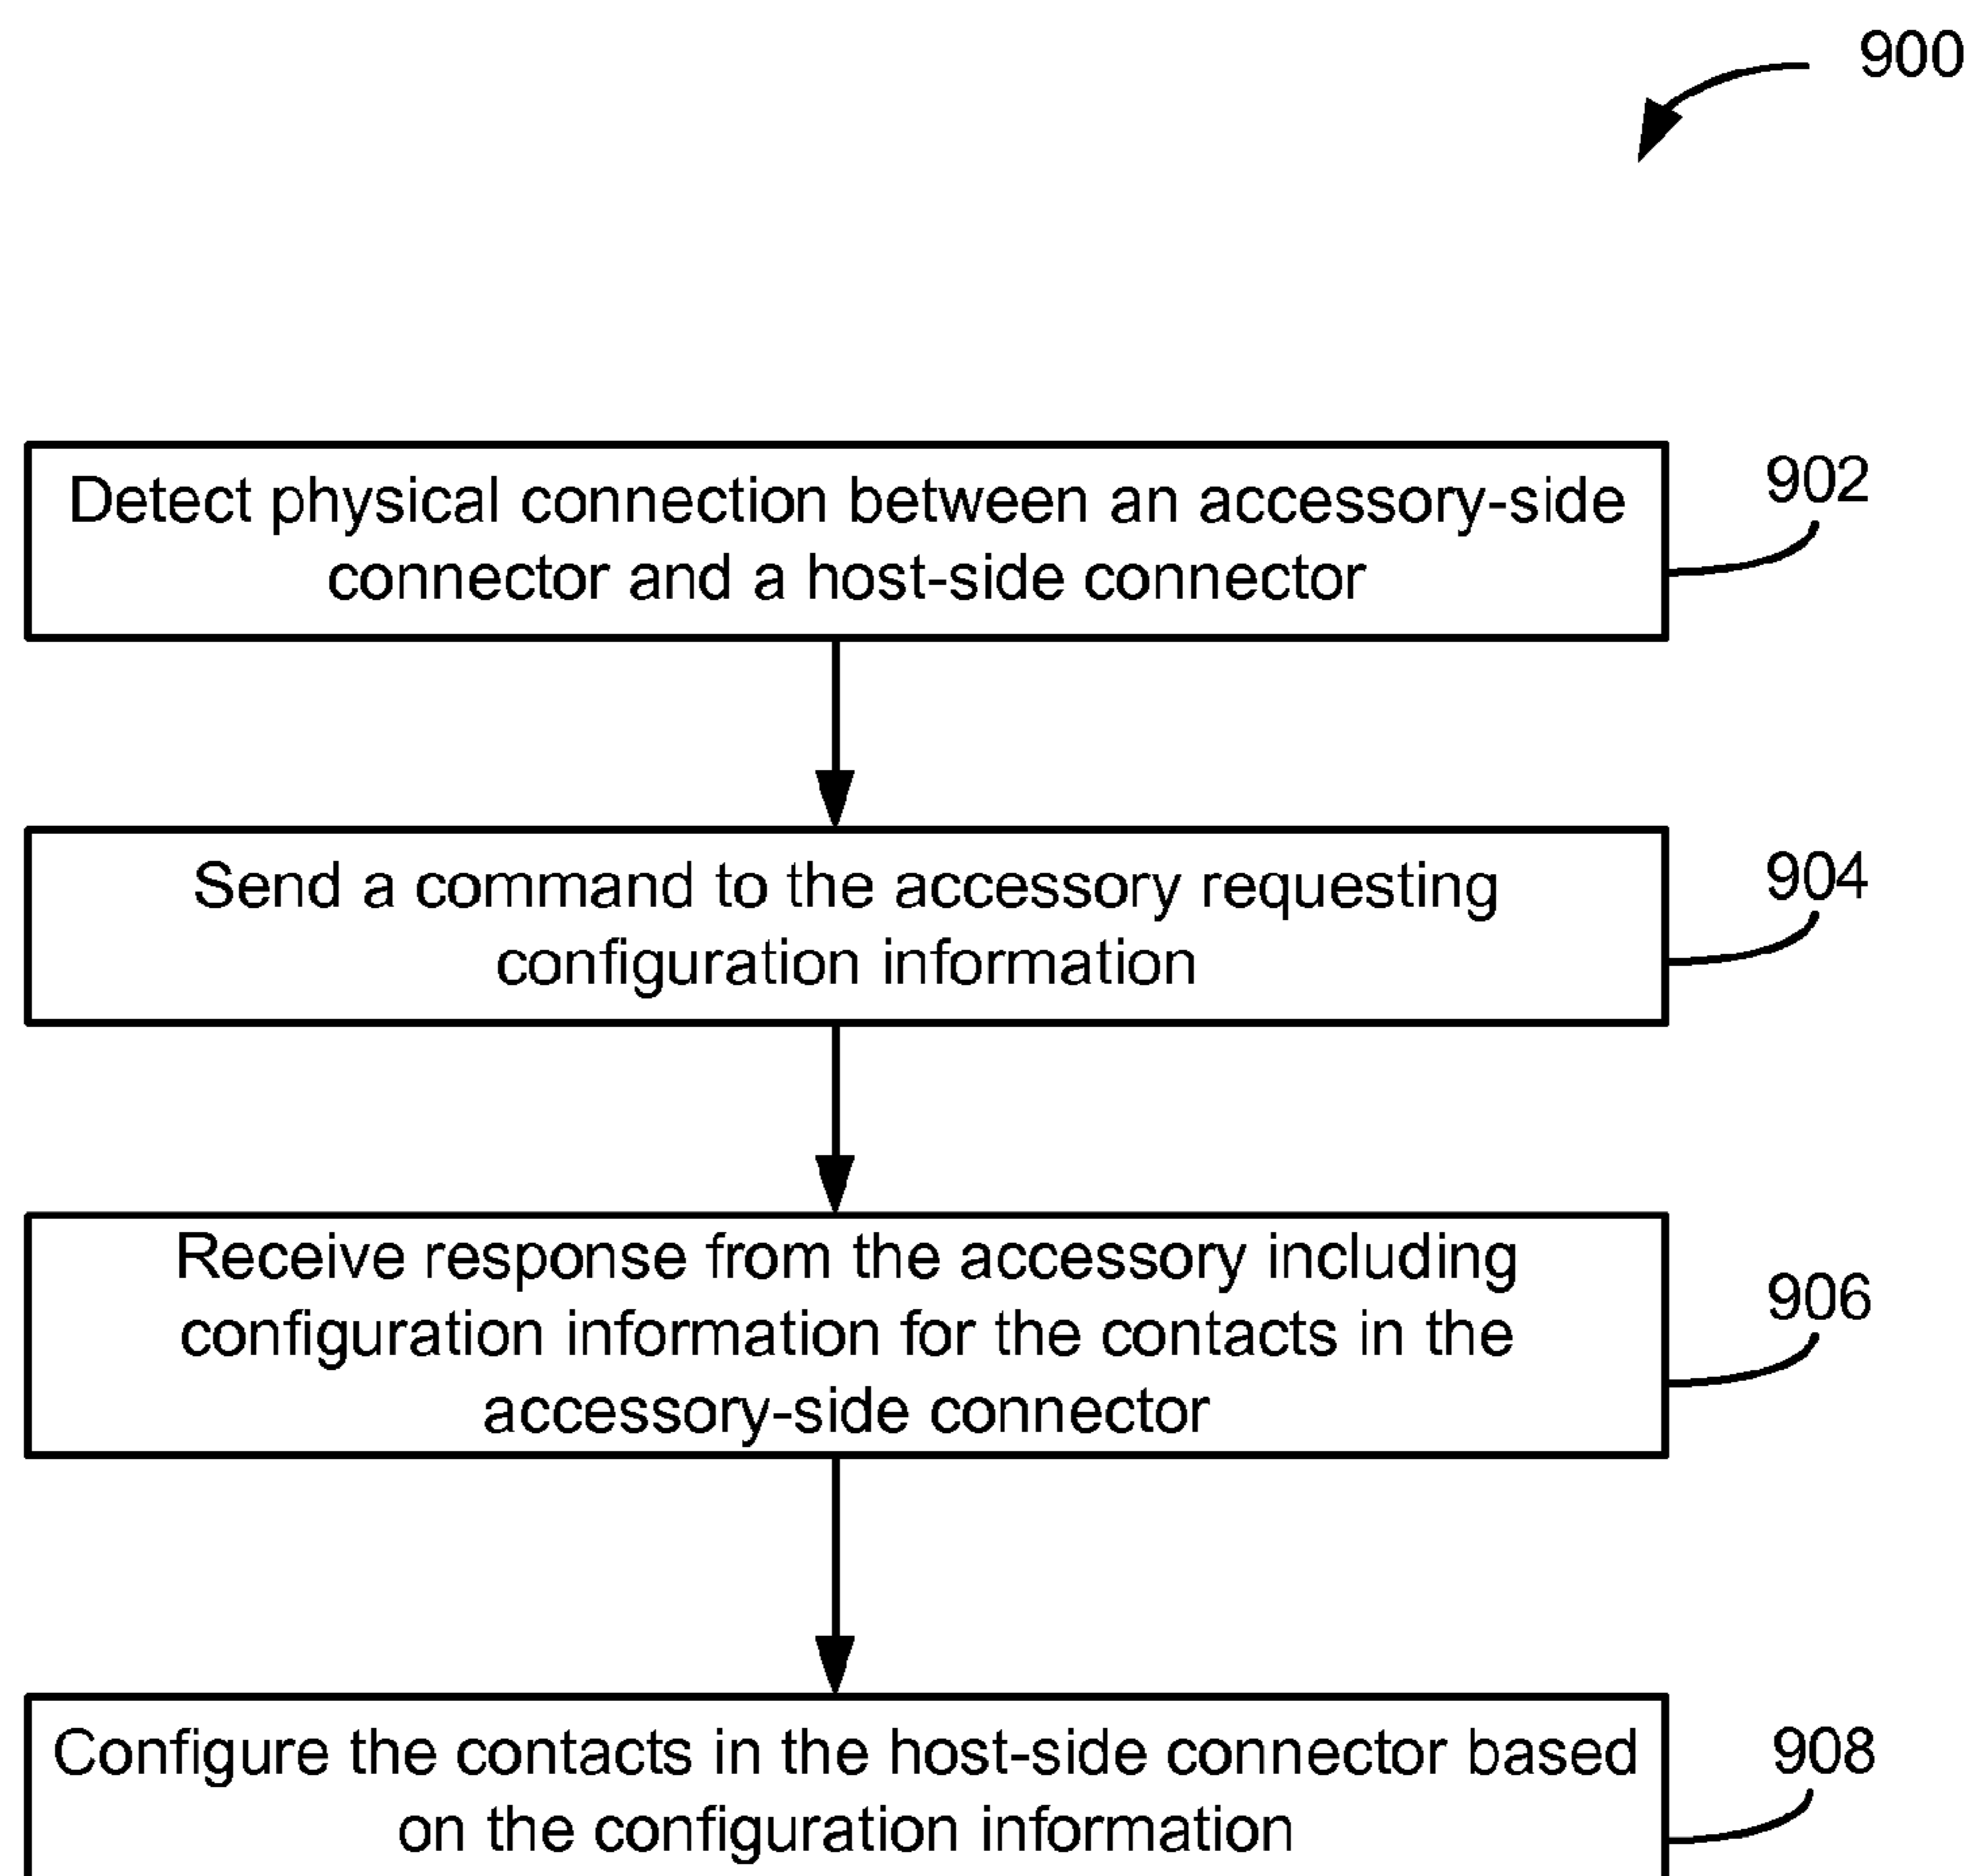 900
Detect physical connection between an accessory-side
connector and a host-side connector
902
Send a command to the accessory requesting
configuration information
904
Receive response from the accessory including
configuration information for the contacts in the
accessory-side connector
906
Configure the contacts in the host-side connector based
on the configuration information
908